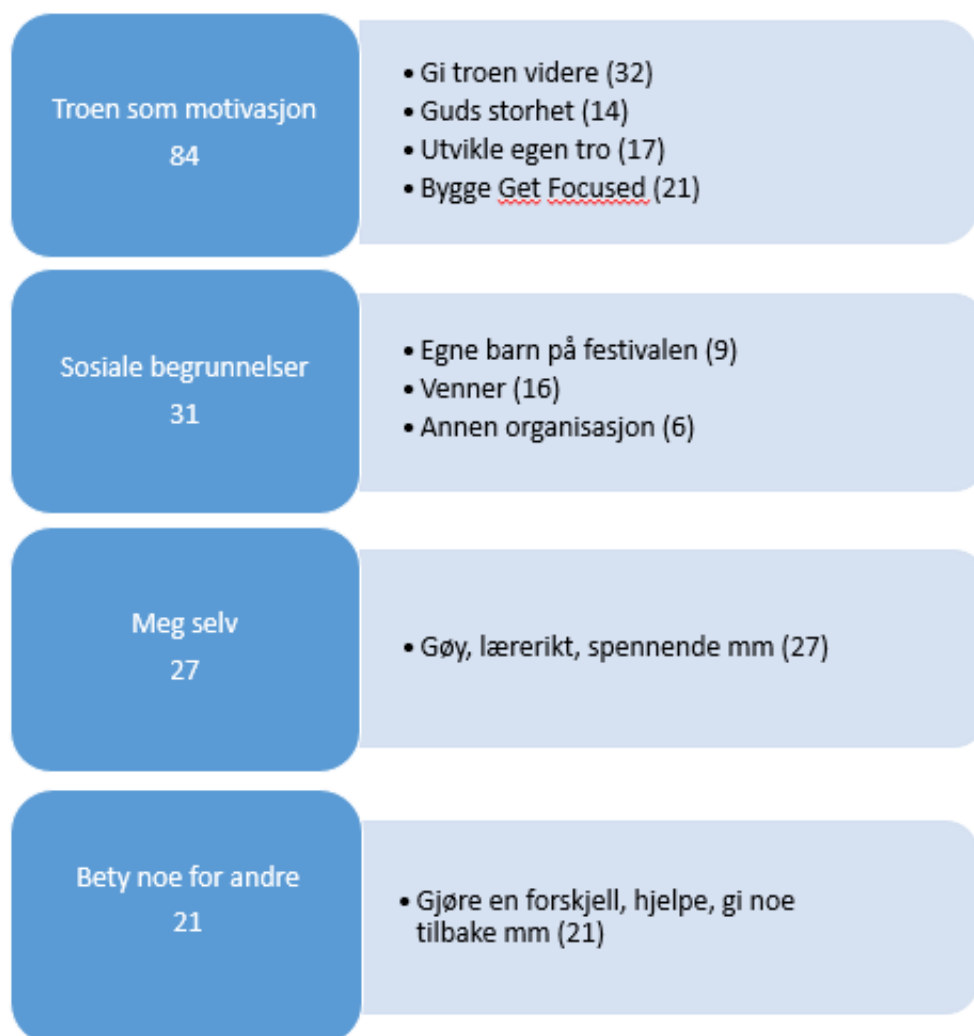 Troen som motivasjon
84
• Gi troen videre (32)
• Guds storhet (14)
• Utvikle egen tro (17)
• Bygge Get Focused (21)
Sosiale begrunnelser
31
• Egne barn på festivalen (9)
• Venner (16)
• Annen organisasjon (6)
Meg selv
27
• Gøy, lærerikt, spennende mm (27)
Bety noe for andre
21
• Gjøre en forskjell, hjelpe, gi noe
tilbake mm (21)